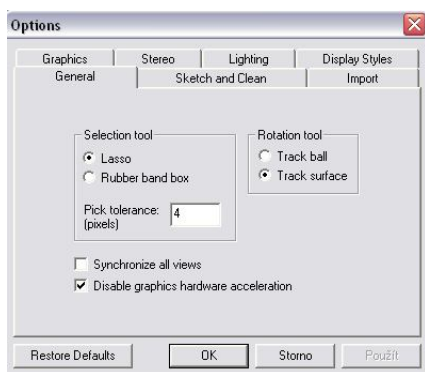 Options
Graphics Stereo Lighting Display Styles
General Sketch and Clean Import
Selection tool
Lasso
Rubber band box
Pick tolerance: 4
(pixels)
Rotation tool
Track ball
Track surface
Synchronize all views
Disable graphics hardware acceleration
Restore Defaults OK Storno Použít